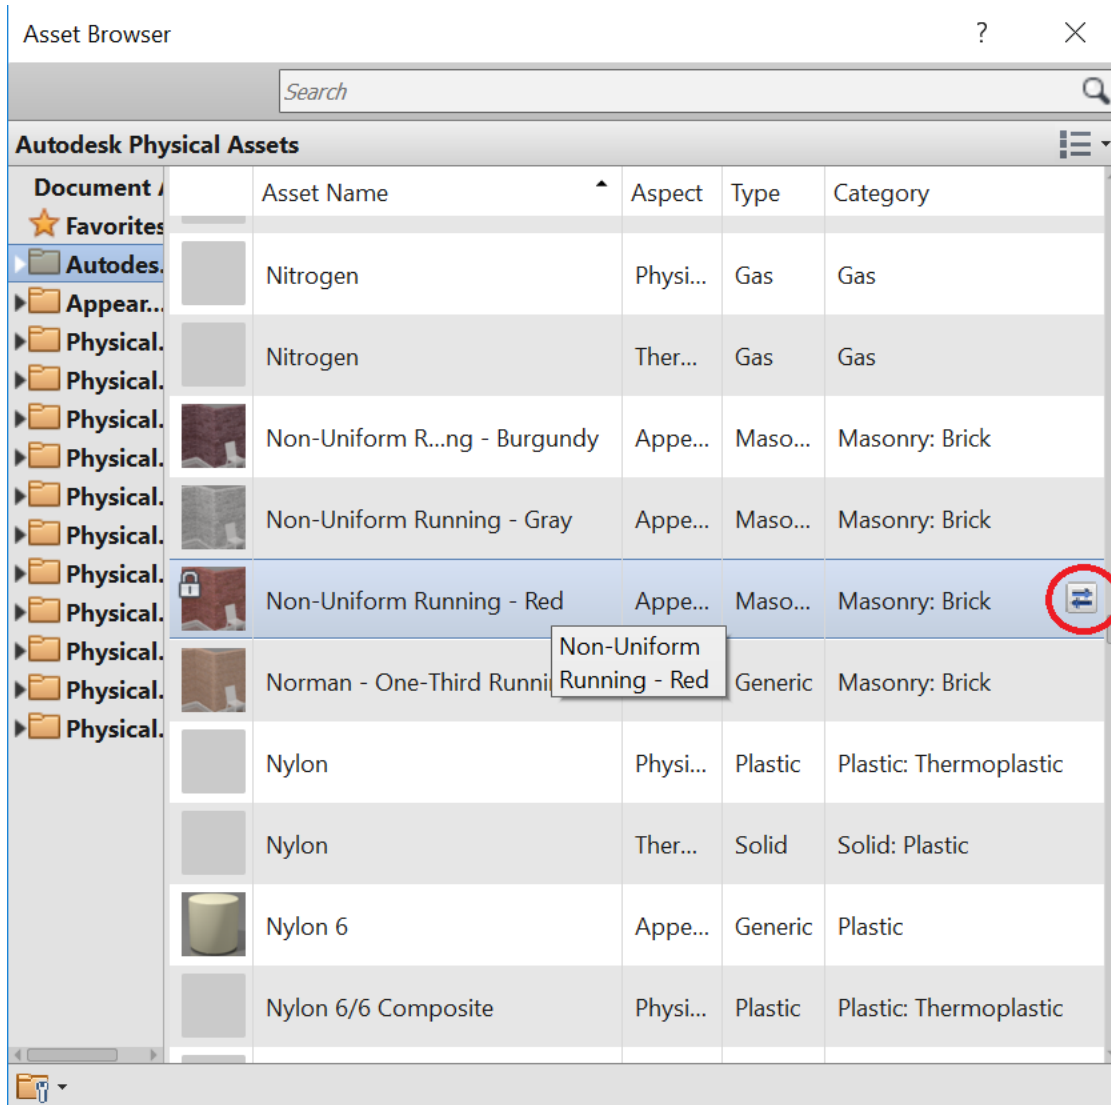 Asset Browser
?
Search
Autodesk Physical Assets
Document A
Favorites
Autodes.
Appear...
Physical.
Physical.
Physical.
Physical.
Physical.
Physical.
Physical.
Physical.
Physical.
Physical.
Physical.
Asset Name Aspect Type Category
Nitrogen Physi... Gas Gas
Nitrogen Ther... Gas Gas
Non-Uniform R...ng - Burgundy Appe... Maso... Masonry: Brick
Non-Uniform Running - Gray Appe... Maso... Masonry: Brick
Non-Uniform Running - Red Appe... Maso... Masonry: Brick
Non-Uniform
Running - Red
Norman - One-Third Runni Generic Masonry: Brick
Nylon Physi... Plastic Plastic: Thermoplastic
Nylon Ther... Solid Solid: Plastic
Nylon 6 Appe... Generic Plastic
Nylon 6/6 Composite Physi... Plastic Plastic: Thermoplastic